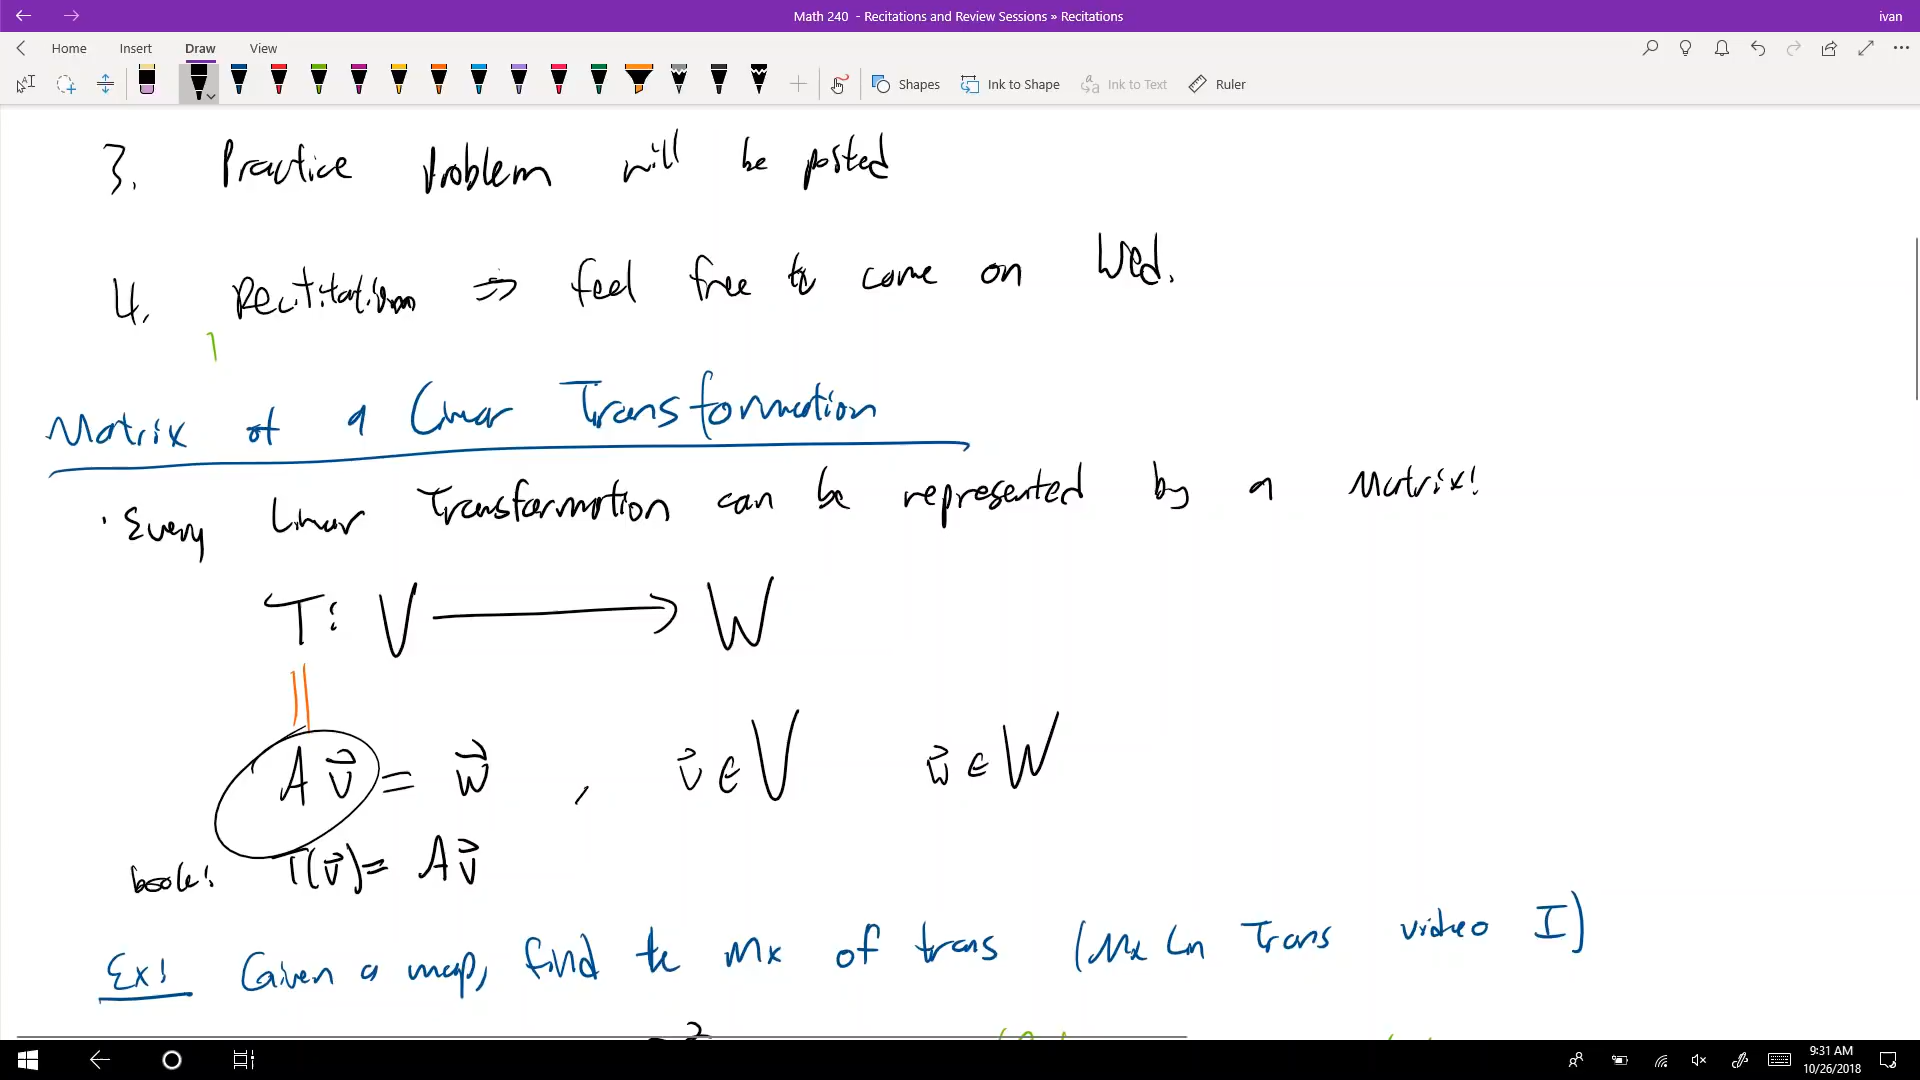 Math 240 - Recitations and Review Sessions » Recitations
ivan
Home Insert Draw View
Shapes Ink to Shape Ink to Text Ruler
3. Practice Problem will be posted
4. Recitation ⇒ feel free to come on Wed.
Matrix of a Linear Transformation
· Every Linear Transformation can be represented by a Matrix!
T: V → W
A v⃗ = w⃗ , v⃗ ∈ V w⃗ ∈ W
book: T(v⃗) = A v⃗
Ex: Given a map, find the Mx of trans (Mx Ln Trans video I)
9:31 AM
10/26/2018